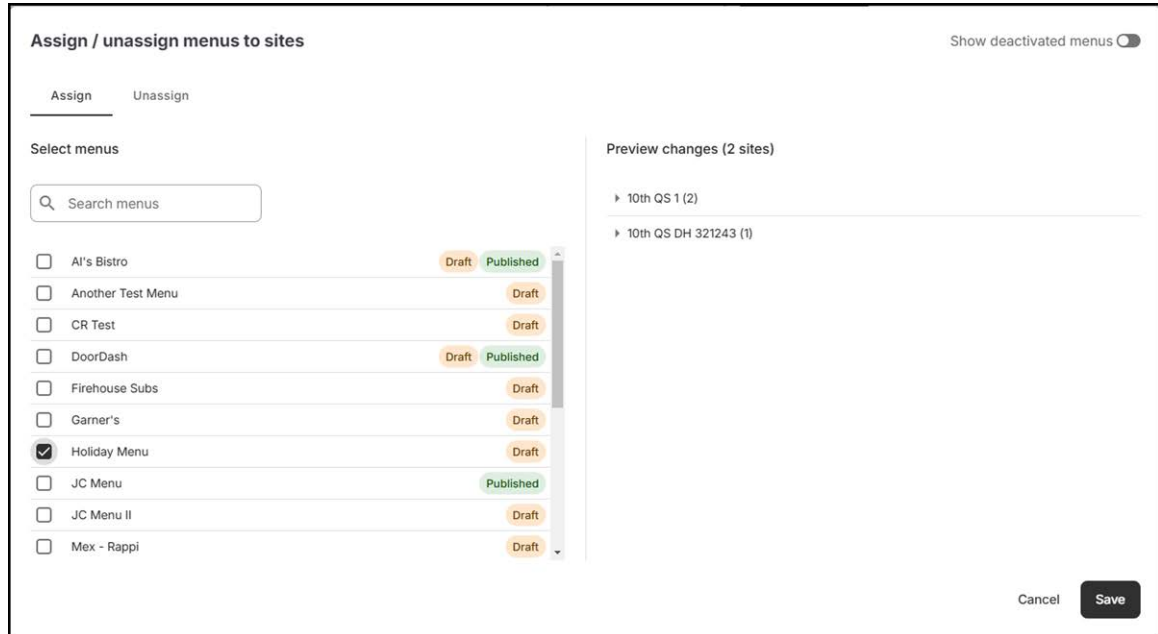 Assign / unassign menus to sites
Show deactivated menus
Assign Unassign
Select menus
Search menus
Al's Bistro Draft Published
Another Test Menu Draft
CR Test Draft
DoorDash Draft Published
Firehouse Subs Draft
Garner's Draft
Holiday Menu Draft
JC Menu Published
JC Menu II Draft
Mex - Rappi Draft
Preview changes (2 sites)
10th QS 1 (2)
10th QS DH 321243 (1)
Cancel Save